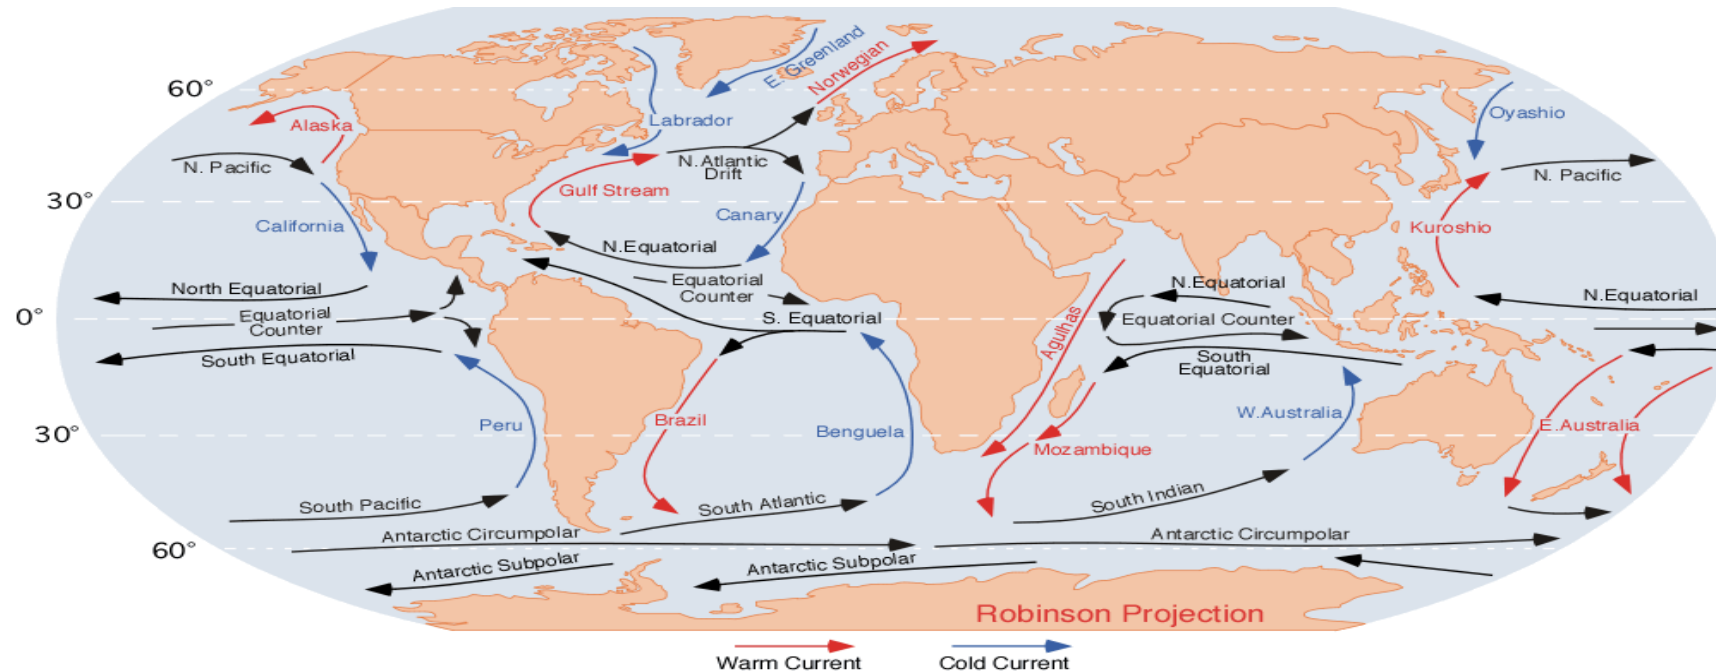 E. Greenland
Norwegian
60°
Alaska
Labrador
Oyashio
N. Pacific
N.Atlantic
Drift
N. Pacific
Gulf Stream
30°
California
Canary
Kuroshio
N.Equatorial
North Equatorial
Equatorial
Counter
N.Equatorial
N.Equatorial
0°
Equatorial
Counter
S. Equatorial
Agulhas
Equatorial Counter
South Equatorial
South
Equatorial
Peru
Brazil
Benguela
W.Australia
E.Australia
30°
Mozambique
South Pacific
South Atlantic
South Indian
Antarctic Circumpolar
Antarctic Circumpolar
60°
Antarctic Subpolar
Antarctic Subpolar
Robinson Projection
Warm Current
Cold Current